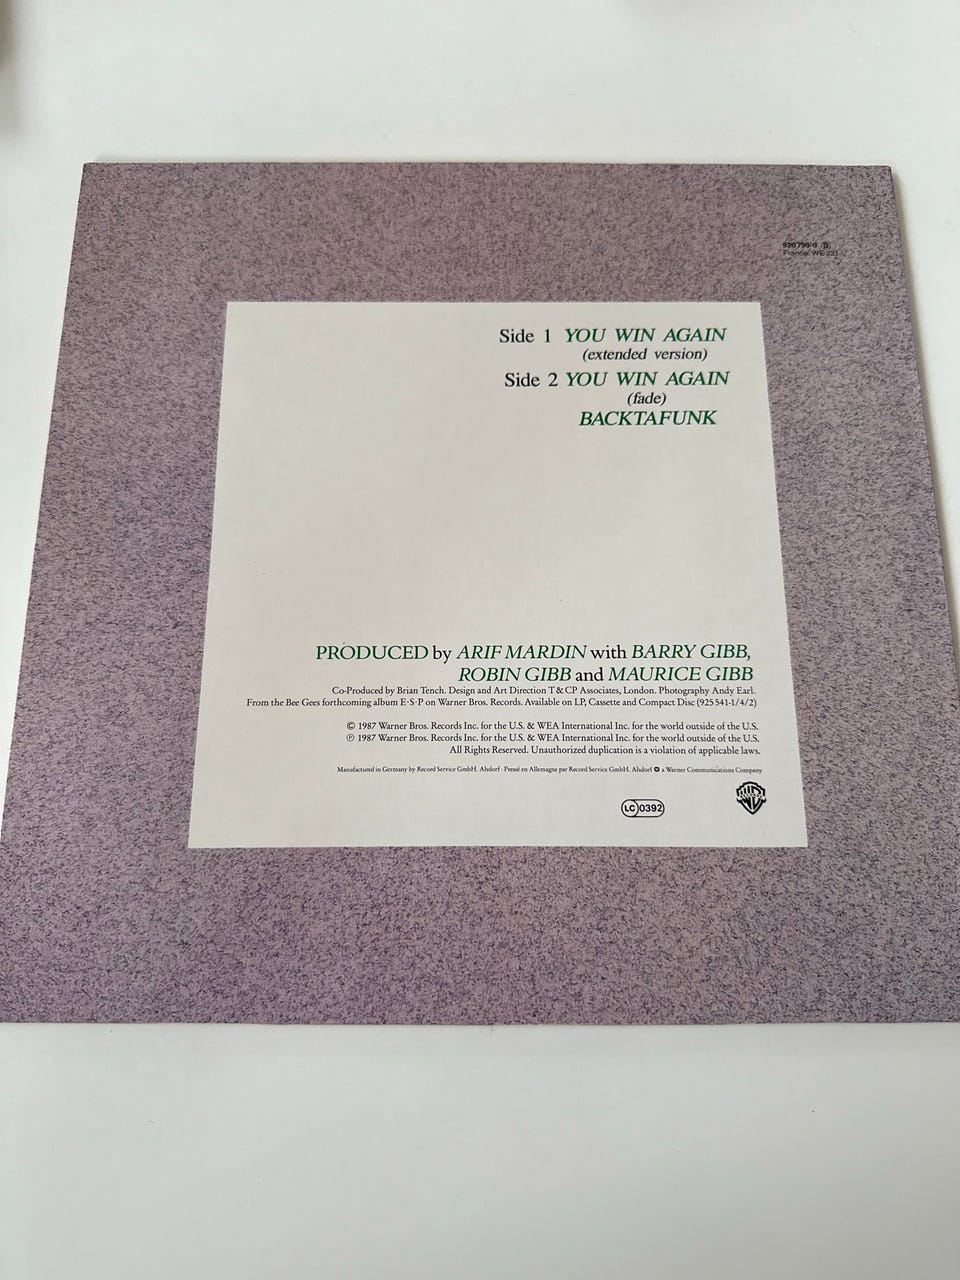 920 790-0 (B)
France: WE 221
Side 1 YOU WIN AGAIN
(extended version)
Side 2 YOU WIN AGAIN
(fade)
BACKTAFUNK
PRODUCED by ARIF MARDIN with BARRY GIBB,
ROBIN GIBB and MAURICE GIBB
Co-Produced by Brian Tench. Design and Art Direction T & CP Associates, London. Photography Andy Earl.
From the Bee Gees forthcoming album E·S·P on Warner Bros. Records. Available on LP, Cassette and Compact Disc (925 541-1/4/2)
© 1987 Warner Bros. Records Inc. for the U.S. & WEA International Inc. for the world outside of the U.S.
℗ 1987 Warner Bros. Records Inc. for the U.S. & WEA International Inc. for the world outside of the U.S.
All Rights Reserved. Unauthorized duplication is a violation of applicable laws.
Manufactured in Germany by Record Service GmbH. Alsdorf · Pressé en Allemagne par Record Service GmbH. Alsdorf a Warner Communications Company
LC 0392